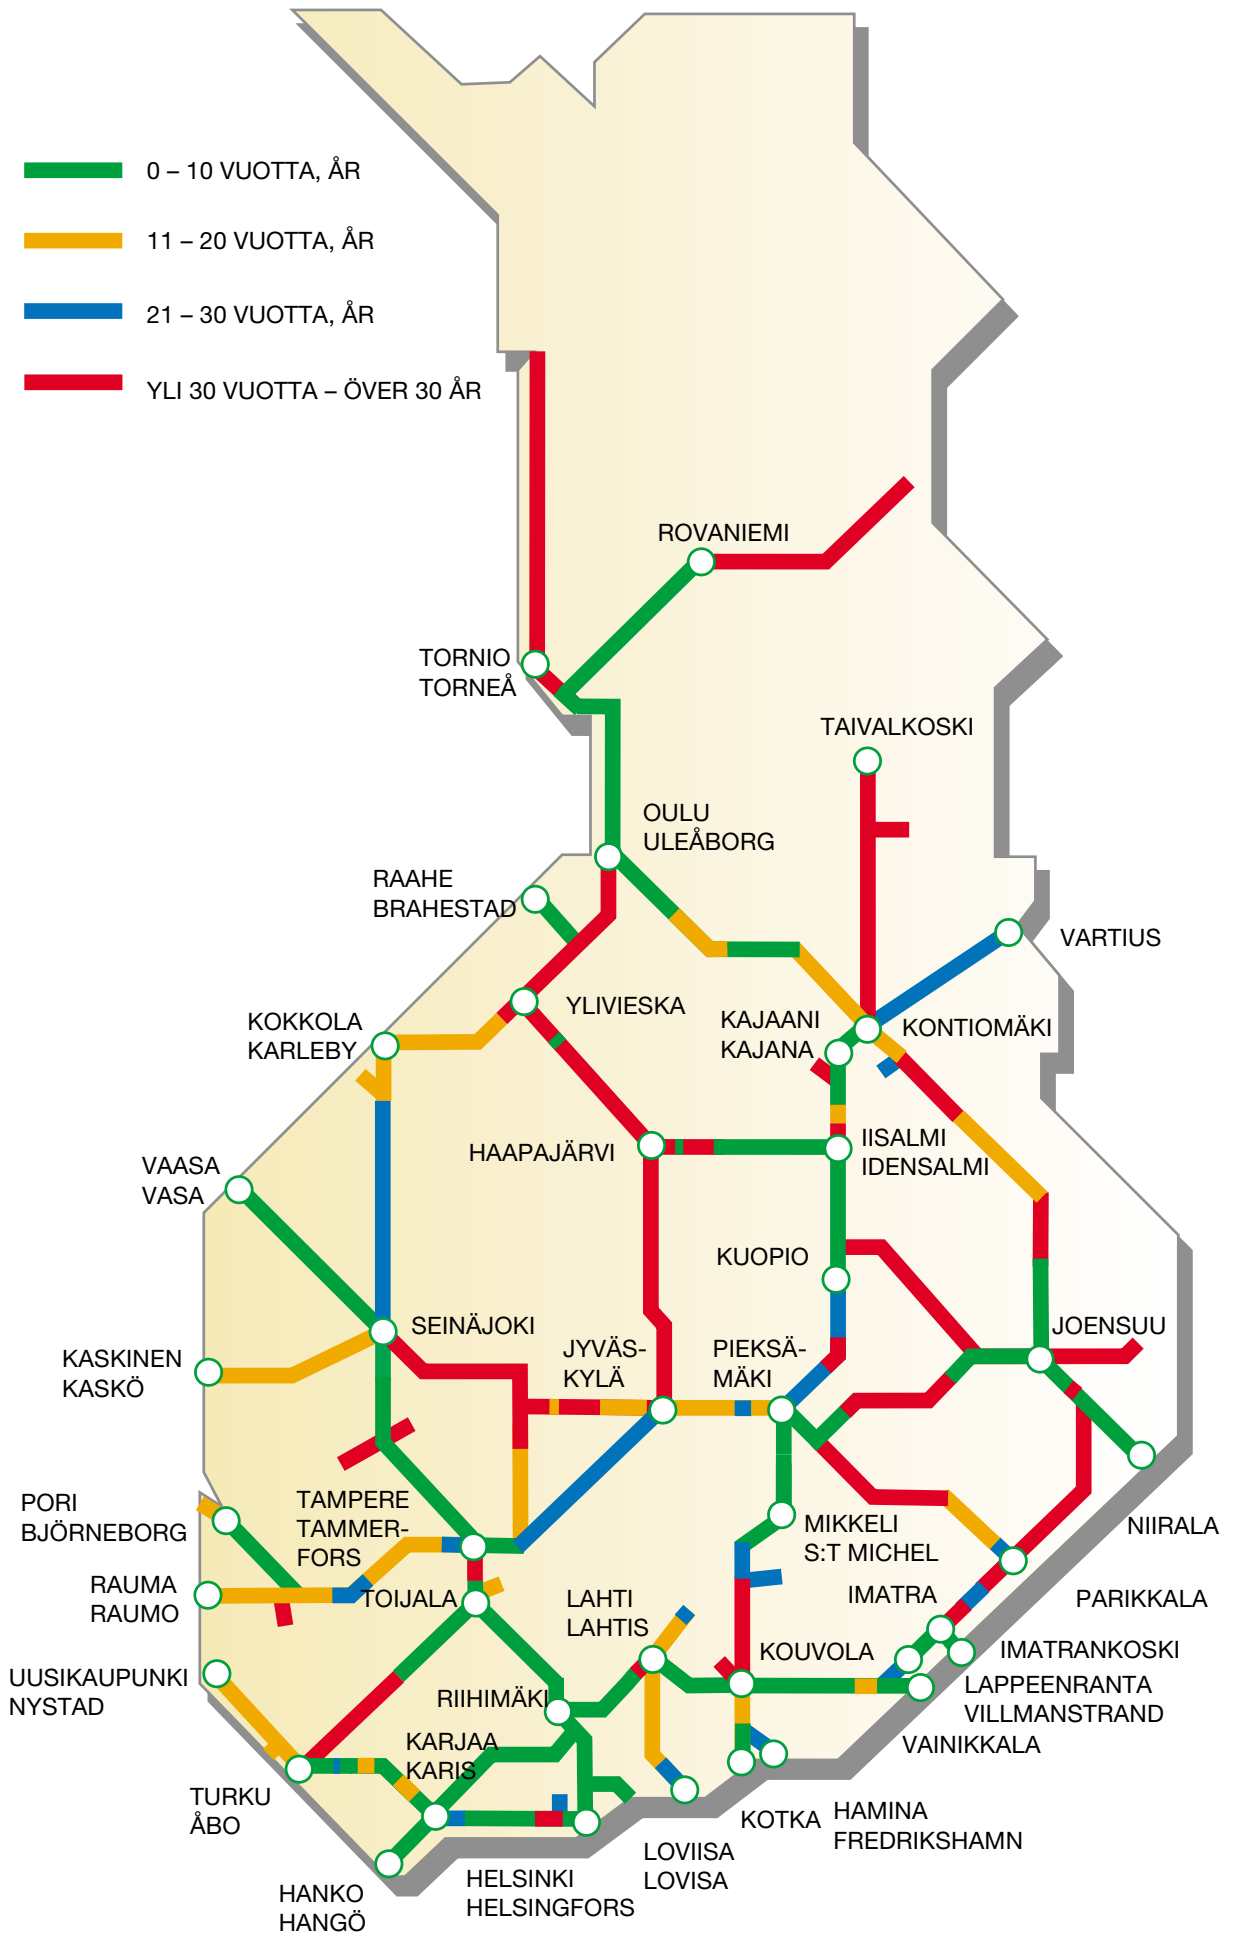 0 – 10 VUOTTA, ÅR
11 – 20 VUOTTA, ÅR
21 – 30 VUOTTA, ÅR
YLI 30 VUOTTA – ÖVER 30 ÅR
ROVANIEMI
TORNIO
TORNEÅ
TAIVALKOSKI
OULU
ULEÅBORG
RAAHE
BRAHESTAD
VARTIUS
YLIVIESKA
KOKKOLA
KARLEBY
KAJAANI
KAJANA
KONTIOMÄKI
HAAPAJÄRVI
IISALMI
IDENSALMI
VAASA
VASA
KUOPIO
SEINÄJOKI
JOENSUU
KASKINEN
KASKÖ
JYVÄS-
KYLÄ
PIEKSÄ-
MÄKI
PORI
BJÖRNEBORG
TAMPERE
TAMMER-
FORS
MIKKELI
S:T MICHEL
NIIRALA
RAUMA
RAUMO
TOIJALA
LAHTI
LAHTIS
IMATRA
PARIKKALA
KOUVOLA
IMATRANKOSKI
UUSIKAUPUNKI
NYSTAD
RIIHIMÄKI
LAPPEENRANTA
VILLMANSTRAND
KARJAA
KARIS
VAINIKKALA
TURKU
ÅBO
KOTKA
HAMINA
FREDRIKSHAMN
LOVIISA
LOVISA
HELSINKI
HELSINGFORS
HANKO
HANGÖ